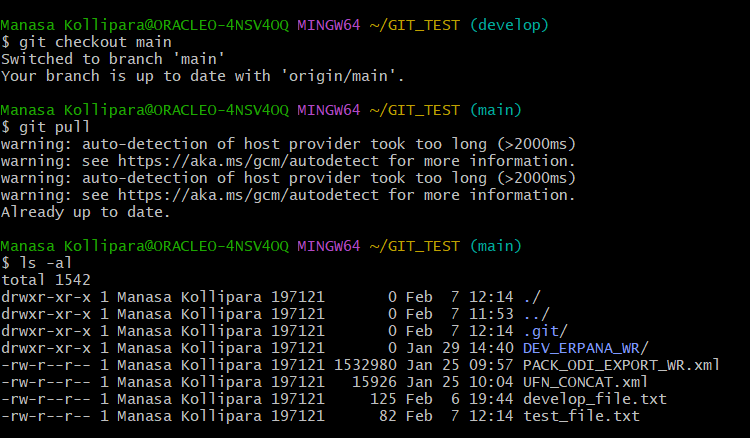 Manasa Kollipara@ORACLEO-4NSV4OQ MINGW64 ~/GIT_TEST (develop)
$ git checkout main
Switched to branch 'main'
Your branch is up to date with 'origin/main'.
Manasa Kollipara@ORACLEO-4NSV4OQ MINGW64 ~/GIT_TEST (main)
$ git pull
warning: auto-detection of host provider took too long (>2000ms)
warning: see https://aka.ms/gcm/autodetect for more information.
warning: auto-detection of host provider took too long (>2000ms)
warning: see https://aka.ms/gcm/autodetect for more information.
Already up to date.
Manasa Kollipara@ORACLEO-4NSV4OQ MINGW64 ~/GIT_TEST (main)
$ ls -al
total 1542
drwxr-xr-x 1 Manasa Kollipara 197121       0 Feb  7 12:14 ./
drwxr-xr-x 1 Manasa Kollipara 197121       0 Feb  7 11:53 ../
drwxr-xr-x 1 Manasa Kollipara 197121       0 Feb  7 12:14 .git/
drwxr-xr-x 1 Manasa Kollipara 197121       0 Jan 29 14:40 DEV_ERPANA_WR/
-rw-r--r-- 1 Manasa Kollipara 197121 1532980 Jan 25 09:57 PACK_ODI_EXPORT_WR.xml
-rw-r--r-- 1 Manasa Kollipara 197121   15926 Jan 25 10:04 UFN_CONCAT.xml
-rw-r--r-- 1 Manasa Kollipara 197121     125 Feb  6 19:44 develop_file.txt
-rw-r--r-- 1 Manasa Kollipara 197121      82 Feb  7 12:14 test_file.txt